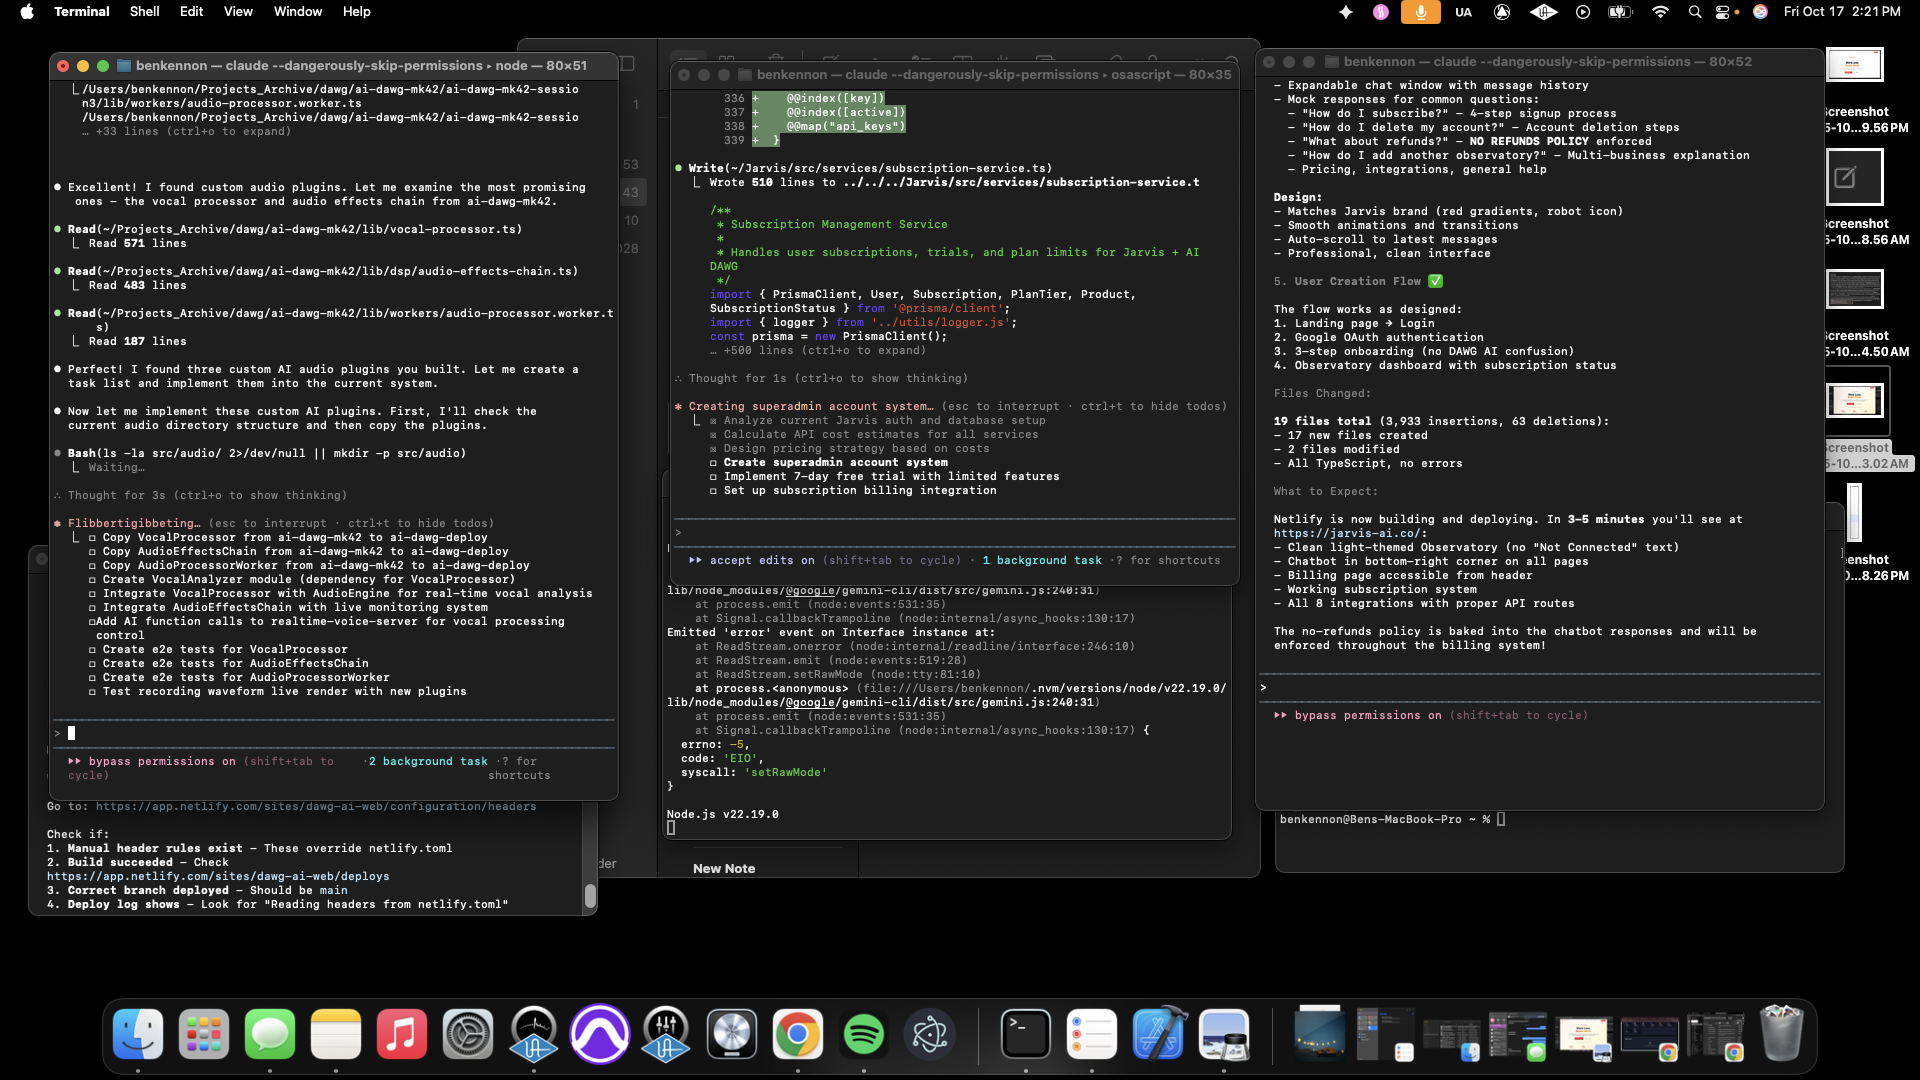 Terminal Shell Edit View Window Help
UA
Fri Oct 17 2:21 PM
benkennon — claude --dangerously-skip-permissions ▸ node — 80×51
/Users/benkennon/Projects_Archive/dawg/ai-dawg-mk42/ai-dawg-mk42-sessio
n3/lib/workers/audio-processor.worker.ts
/Users/benkennon/Projects_Archive/dawg/ai-dawg-mk42/ai-dawg-mk42-sessio
… +33 lines (ctrl+o to expand)
● Excellent! I found custom audio plugins. Let me examine the most promising
ones – the vocal processor and audio effects chain from ai-dawg-mk42.
● Read(~/Projects_Archive/dawg/ai-dawg-mk42/lib/vocal-processor.ts)
⎿ Read 571 lines
● Read(~/Projects_Archive/dawg/ai-dawg-mk42/lib/dsp/audio-effects-chain.ts)
⎿ Read 483 lines
● Read(~/Projects_Archive/dawg/ai-dawg-mk42/lib/workers/audio-processor.worker.t
s)
⎿ Read 187 lines
● Perfect! I found three custom AI audio plugins you built. Let me create a
task list and implement them into the current system.
● Now let me implement these custom AI plugins. First, I'll check the
current audio directory structure and then copy the plugins.
● Bash(ls -la src/audio/ 2>/dev/null || mkdir -p src/audio)
⎿ Waiting…
∴ Thought for 3s (ctrl+o to show thinking)
✱ Flibbertigibbeting… (esc to interrupt · ctrl+t to hide todos)
⎿ ☐ Copy VocalProcessor from ai-dawg-mk42 to ai-dawg-deploy
☐ Copy AudioEffectsChain from ai-dawg-mk42 to ai-dawg-deploy
☐ Copy AudioProcessorWorker from ai-dawg-mk42 to ai-dawg-deploy
☐ Create VocalAnalyzer module (dependency for VocalProcessor)
☐ Integrate VocalProcessor with AudioEngine for real-time vocal analysis
☐ Integrate AudioEffectsChain with live monitoring system
☐Add AI function calls to realtime-voice-server for vocal processing
control
☐ Create e2e tests for VocalProcessor
☐ Create e2e tests for AudioEffectsChain
☐ Create e2e tests for AudioProcessorWorker
☐ Test recording waveform live render with new plugins
>
▸▸ bypass permissions on (shift+tab to cycle) ·2 background task ·? for shortcuts
Go to: https://app.netlify.com/sites/dawg-ai-web/configuration/headers
Check if:
1. Manual header rules exist – These override netlify.toml
2. Build succeeded – Check
https://app.netlify.com/sites/dawg-ai-web/deploys
3. Correct branch deployed – Should be main
4. Deploy log shows – Look for "Reading headers from netlify.toml"
1
53
43
10
028
der
New Note
benkennon — claude --dangerously-skip-permissions ▸ osascript — 80×35
336 + @@index([key])
337 + @@index([active])
338 + @@map("api_keys")
339 + }
● Write(~/Jarvis/src/services/subscription-service.ts)
⎿ Wrote 510 lines to ../../../Jarvis/src/services/subscription-service.t
/**
* Subscription Management Service
*
* Handles user subscriptions, trials, and plan limits for Jarvis + AI
DAWG
*/
import { PrismaClient, User, Subscription, PlanTier, Product,
SubscriptionStatus } from '@prisma/client';
import { logger } from '../utils/logger.js';
const prisma = new PrismaClient();
… +500 lines (ctrl+o to expand)
∴ Thought for 1s (ctrl+o to show thinking)
✱ Creating superadmin account system… (esc to interrupt · ctrl+t to hide todos)
⎿ ☒ Analyze current Jarvis auth and database setup
☒ Calculate API cost estimates for all services
☒ Design pricing strategy based on costs
☐ Create superadmin account system
☐ Implement 7-day free trial with limited features
☐ Set up subscription billing integration
>
▸▸ accept edits on (shift+tab to cycle) · 1 background task ·? for shortcuts
lib/node_modules/@google/gemini-cli/dist/src/gemini.js:240:31)
at process.emit (node:events:531:35)
at Signal.callbackTrampoline (node:internal/async_hooks:130:17)
Emitted 'error' event on Interface instance at:
at ReadStream.onerror (node:internal/readline/interface:246:10)
at ReadStream.emit (node:events:519:28)
at ReadStream.setRawMode (node:tty:81:10)
at process.<anonymous> (file:///Users/benkennon/.nvm/versions/node/v22.19.0/
lib/node_modules/@google/gemini-cli/dist/src/gemini.js:240:31)
at process.emit (node:events:531:35)
at Signal.callbackTrampoline (node:internal/async_hooks:130:17) {
errno: -5,
code: 'EIO',
syscall: 'setRawMode'
}
Node.js v22.19.0
benkennon — claude --dangerously-skip-permissions — 80×52
– Expandable chat window with message history
– Mock responses for common questions:
– "How do I subscribe?" – 4-step signup process
– "How do I delete my account?" – Account deletion steps
– "What about refunds?" – NO REFUNDS POLICY enforced
– "How do I add another observatory?" – Multi-business explanation
– Pricing, integrations, general help
Design:
– Matches Jarvis brand (red gradients, robot icon)
– Smooth animations and transitions
– Auto-scroll to latest messages
– Professional, clean interface
5. User Creation Flow ✅
The flow works as designed:
1. Landing page → Login
2. Google OAuth authentication
3. 3-step onboarding (no DAWG AI confusion)
4. Observatory dashboard with subscription status
Files Changed:
19 files total (3,933 insertions, 63 deletions):
– 17 new files created
– 2 files modified
– All TypeScript, no errors
What to Expect:
Netlify is now building and deploying. In 3-5 minutes you'll see at
https://jarvis-ai.co/:
– Clean light-themed Observatory (no "Not Connected" text)
– Chatbot in bottom-right corner on all pages
– Billing page accessible from header
– Working subscription system
– All 8 integrations with proper API routes
The no-refunds policy is baked into the chatbot responses and will be
enforced throughout the billing system!
>
▸▸ bypass permissions on (shift+tab to cycle)
benkennon@Bens-MacBook-Pro ~ %
Screenshot
5-10...9.56 PM
creenshot
5-10...8.56 AM
creenshot
5-10...4.50 AM
creenshot
5-10...3.02 AM
eenshot
0...8.26 PM